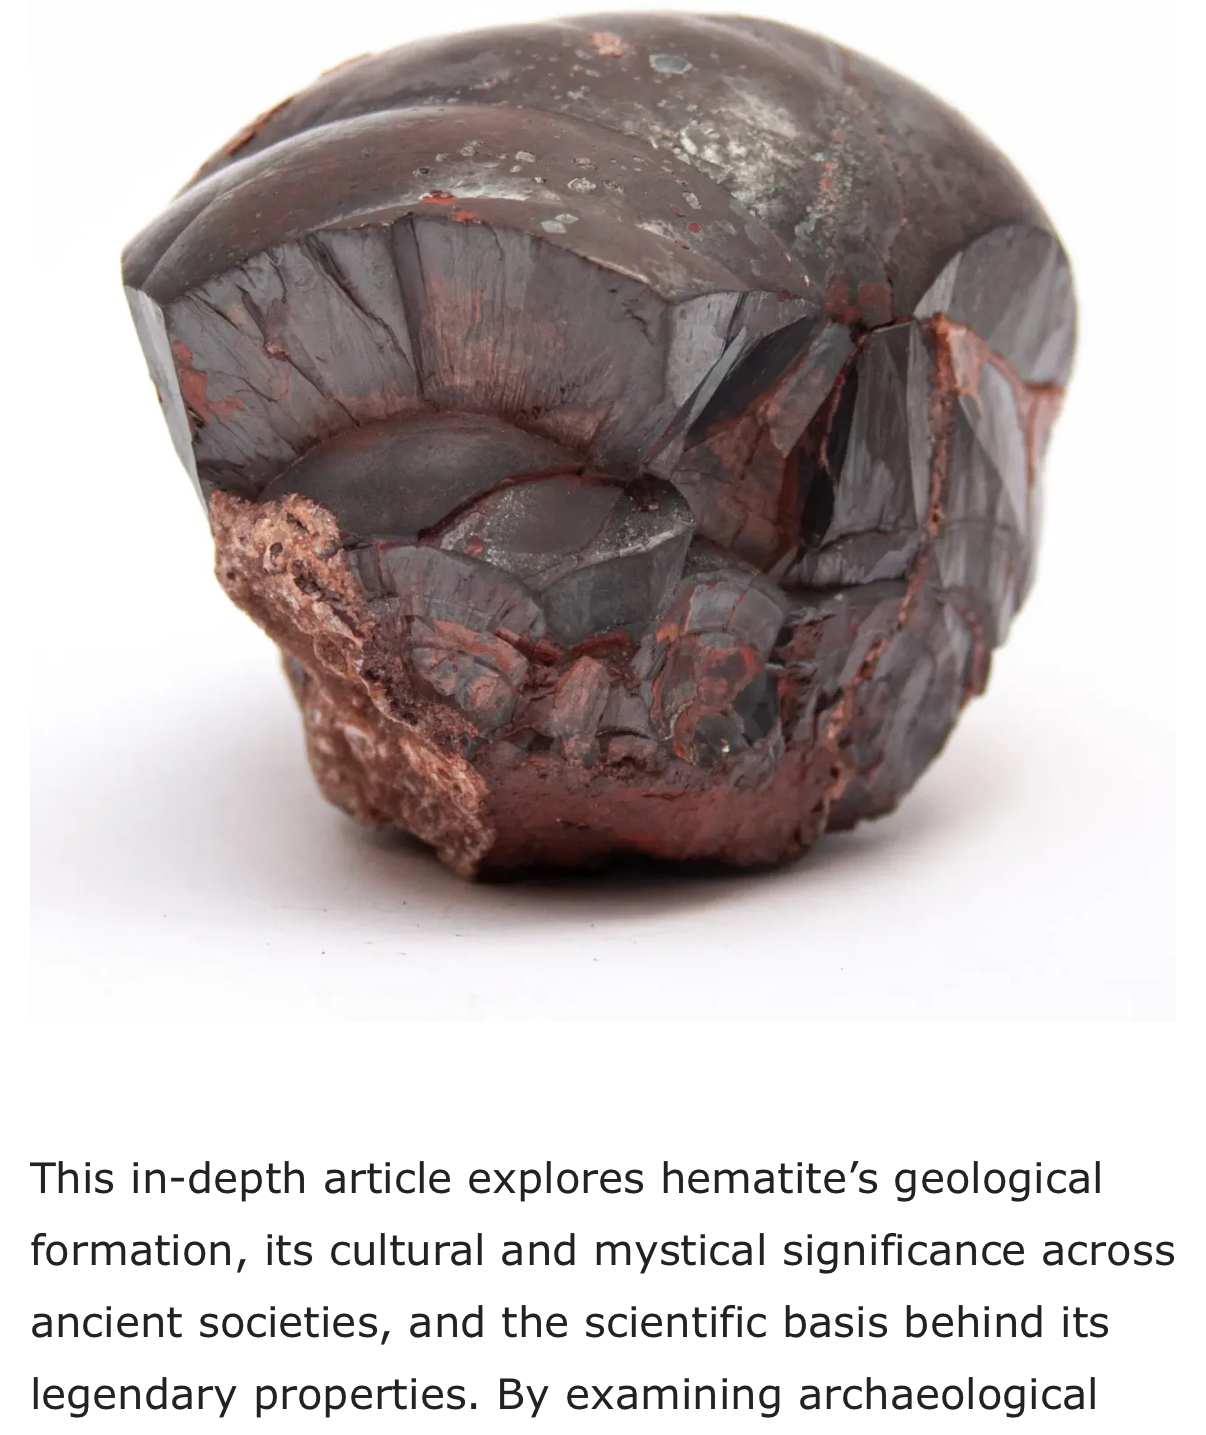 This in-depth article explores hematite’s geological
formation, its cultural and mystical significance across
ancient societies, and the scientific basis behind its
legendary properties. By examining archaeological